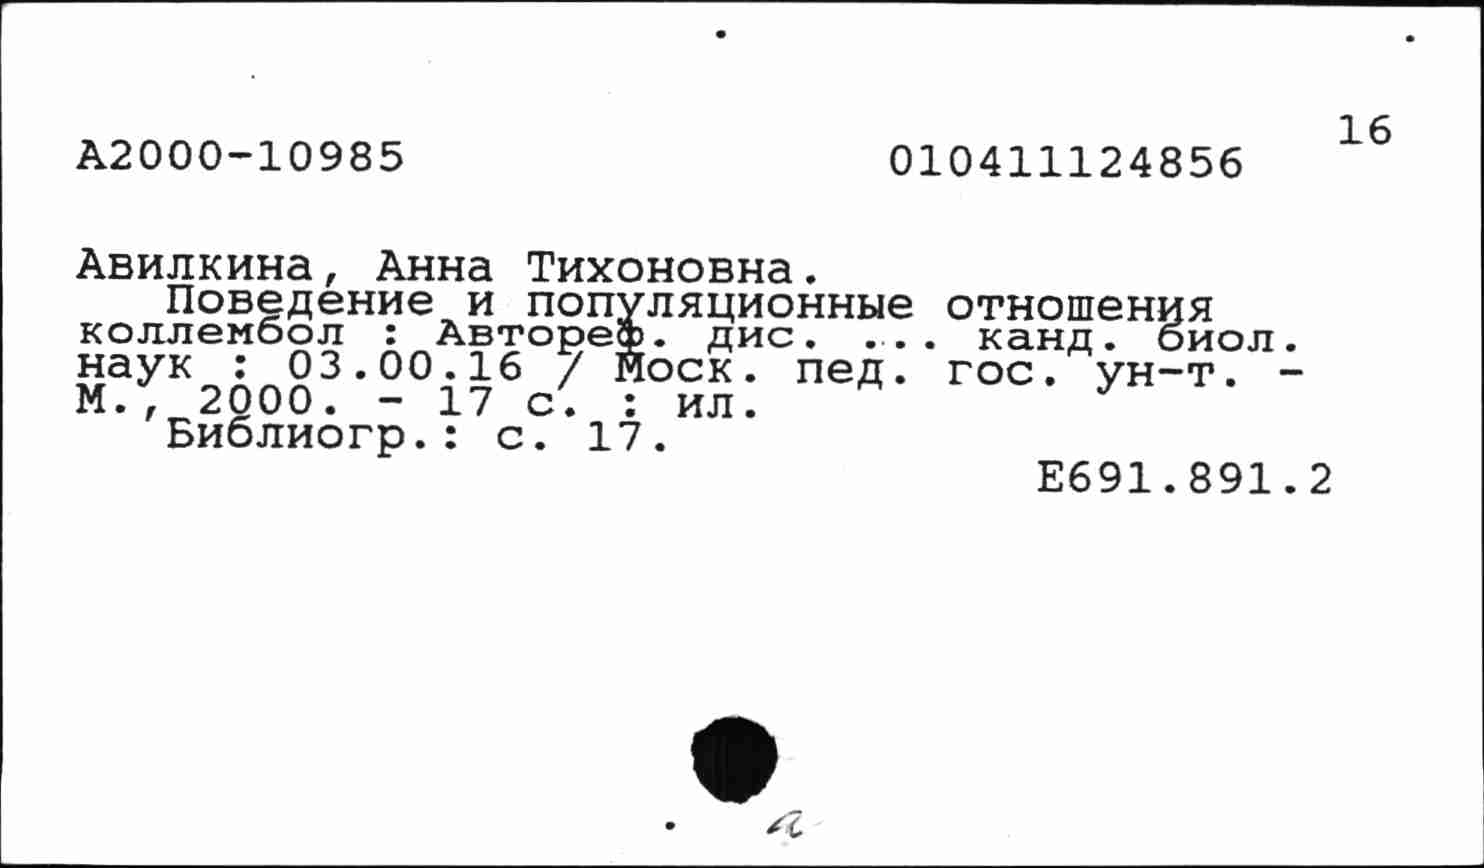 16
А2000-10985 010411124856
Авилкина, Анна Тихоновна.
Поведение и популяционные отношения
коллембол : Автореф. дис. ... канд. биол.
наук : 03.00.16 / Моск. пед. гос. ун-т. -
М., 2000. - 17 с. : ил.
Библиогр.: с. 17.
Е691.891.2
a